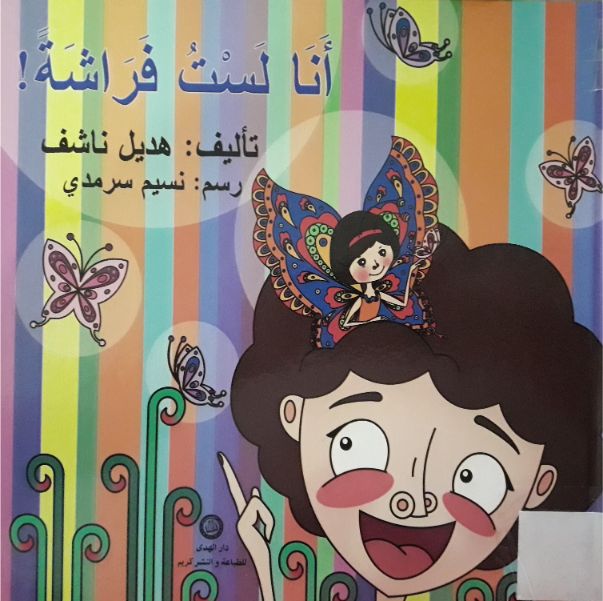 أَنَا لَسْتُ فَرَاشَةً!
تأليف: هديل ناشف
رسم: نسيم سرمدي
دار الهدى
للطباعة والنشر كريم